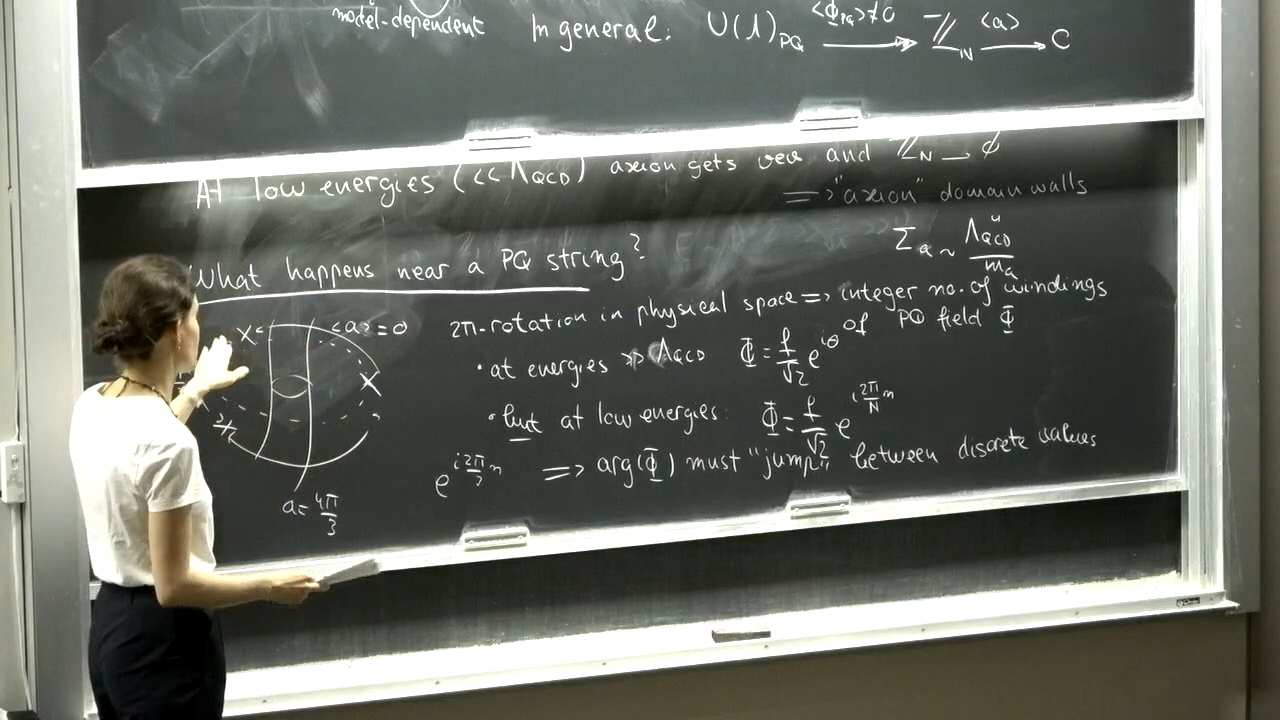 model-dependent In general: U(1)_PQ —<Φ_PQ>≠0→ ℤ_N —<a>→ C
At low energies (<< Λ_QCD) axion gets vev and ℤ_N → ∅
=> "axion" domain walls
Σ_a ~ Λ_QCD^4 / m_a
What happens near a PQ string?
2π-rotation in physical space => integer no. of windings
of PQ field Φ
• at energies >> Λ_QCD Φ = f/√2 e^{iθ}
• but at low energies: Φ = f/√2 e^{i 2π/N n}
e^{i 2π/3 n} => arg(Φ) must "jump" between discrete values
<a> = 0
a = 4π/3